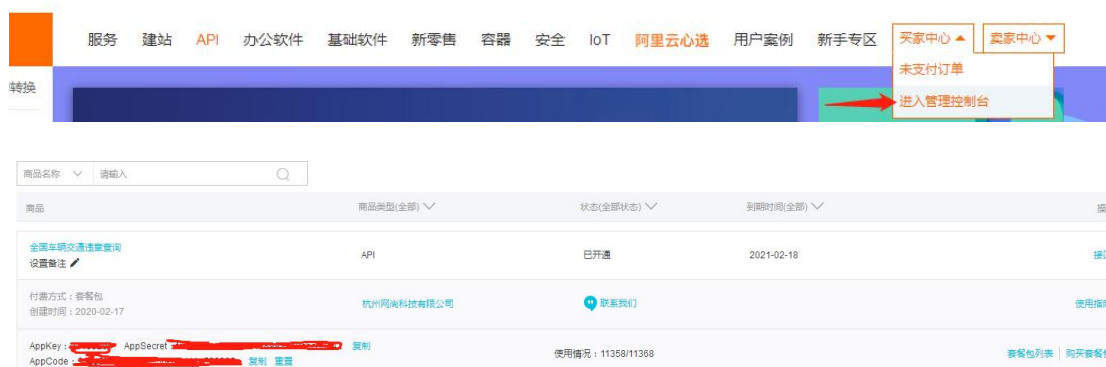 服务 建站 API 办公软件 基础软件 新零售 容器 安全 IoT 阿里云心选 用户案例 新手专区 买家中心 卖家中心
未支付订单
转换
进入管理控制台
商品名称 请输入
商品 商品类型(全部) 状态(全部状态) 到期时间(全部)
全国车辆交通违章查询
设置备注
API 已开通 2021-02-18
付费方式:套餐包
创建时间:2020-02-17
杭州网尚科技有限公司 联系我们 使用指
AppKey: AppSecret: 复制
AppCode: 复制 重置
使用情况:11358/11368 套餐包列表 购买套餐